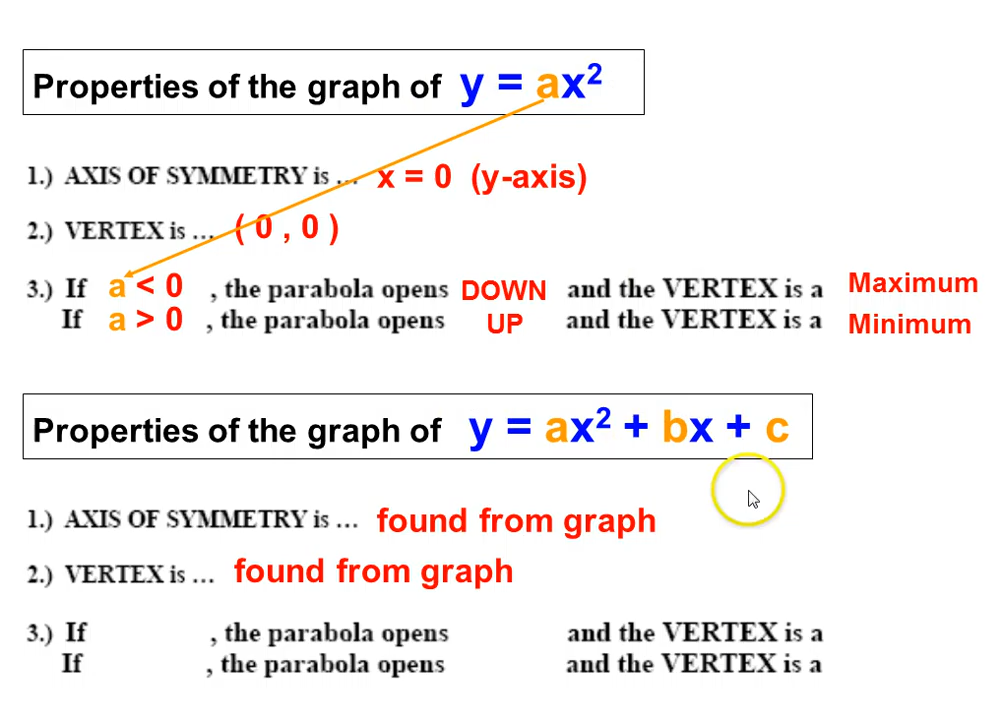 Properties of the graph of y = ax²
1.) AXIS OF SYMMETRY is ... x = 0 (y-axis)
2.) VERTEX is ... ( 0 , 0 )
3.) If a < 0 , the parabola opens DOWN and the VERTEX is a Maximum
If a > 0 , the parabola opens UP and the VERTEX is a Minimum
Properties of the graph of y = ax² + bx + c
1.) AXIS OF SYMMETRY is ... found from graph
2.) VERTEX is ... found from graph
3.) If , the parabola opens and the VERTEX is a
If , the parabola opens and the VERTEX is a